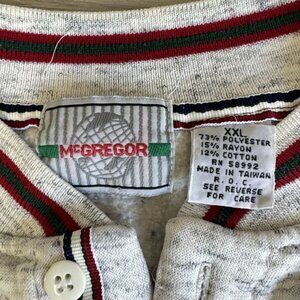 McGREGOR
XXL
73% POLYESTER
15% RAYON
12% COTTON
RN 58992
MADE IN TAIWAN
R.O.C.
SEE REVERSE
FOR CARE